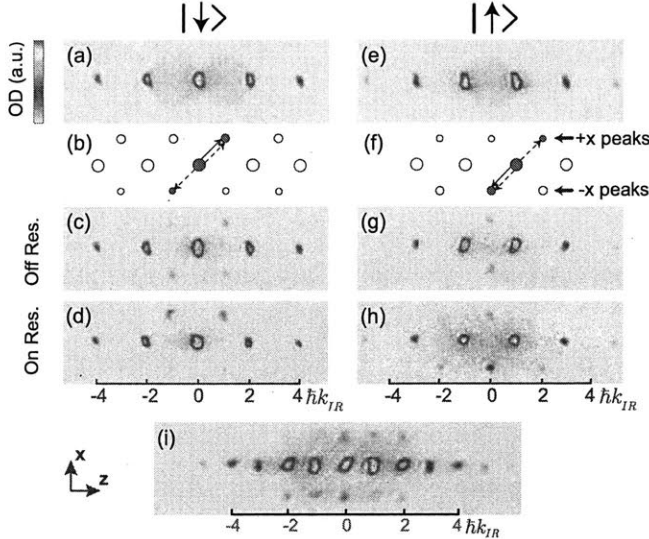 |↓⟩ |↑⟩
OD (a.u.)
(a) (e)
(b) (f) +x peaks
-x peaks
Off Res.
(c) (g)
On Res.
(d) (h)
-4 -2 0 2 4 ħk_IR -4 -2 0 2 4 ħk_IR
(i)
x
z
-4 -2 0 2 4 ħk_IR